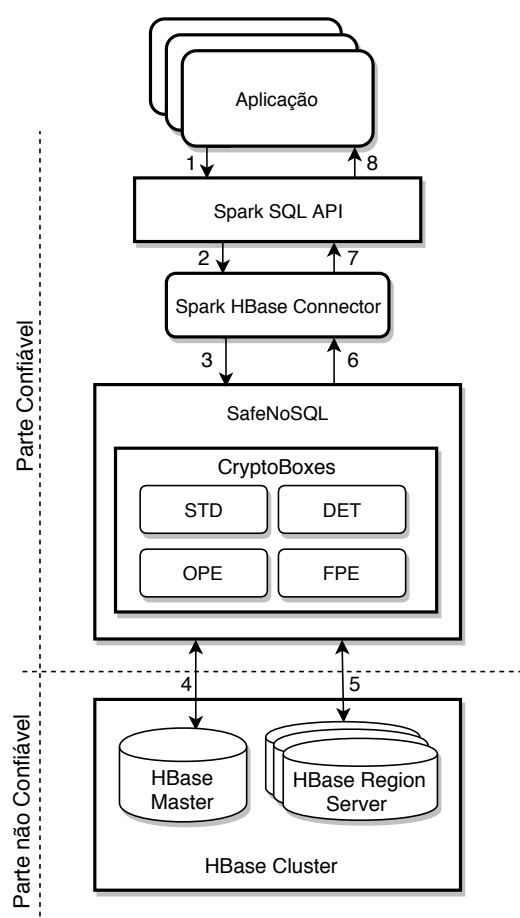 Aplicação
1
8
Spark SQL API
2
7
Spark HBase Connector
3
6
SafeNoSQL
CryptoBoxes
STD
DET
OPE
FPE
Parte Confiável
4
5
HBase
Master
HBase Region
Server
HBase Cluster
Parte não Confiável